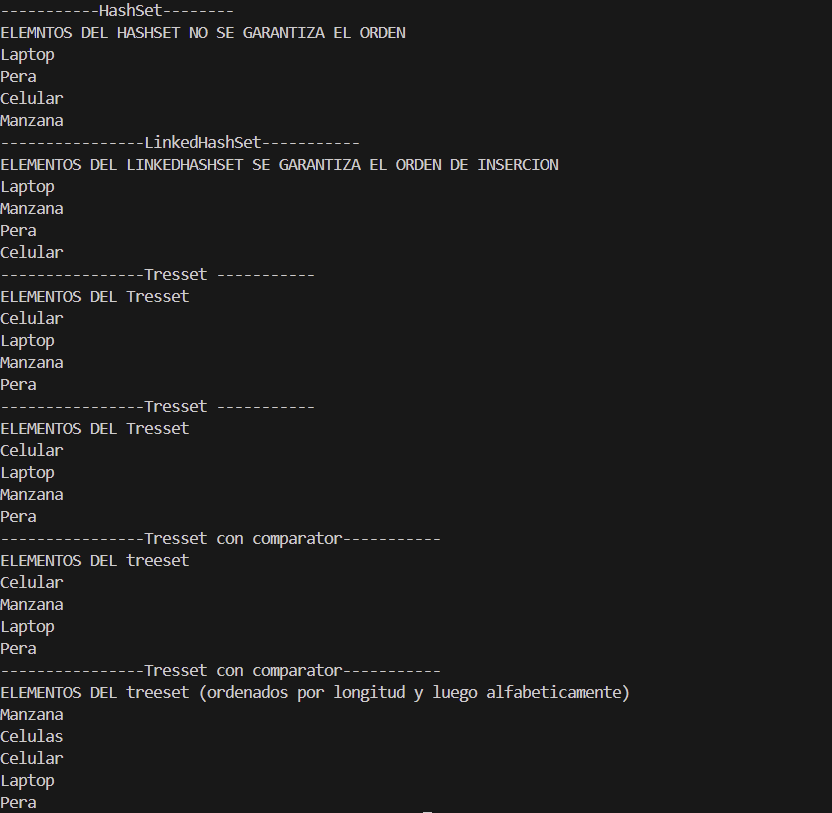 -----------HashSet--------
ELEMNTOS DEL HASHSET NO SE GARANTIZA EL ORDEN
Laptop
Pera
Celular
Manzana
----------------LinkedHashSet-----------
ELEMENTOS DEL LINKEDHASHSET SE GARANTIZA EL ORDEN DE INSERCION
Laptop
Manzana
Pera
Celular
----------------Tresset -----------
ELEMENTOS DEL Tresset
Celular
Laptop
Manzana
Pera
----------------Tresset -----------
ELEMENTOS DEL Tresset
Celular
Laptop
Manzana
Pera
----------------Tresset con comparator-----------
ELEMENTOS DEL treeset
Celular
Manzana
Laptop
Pera
----------------Tresset con comparator-----------
ELEMENTOS DEL treeset (ordenados por longitud y luego alfabeticamente)
Manzana
Celulas
Celular
Laptop
Pera